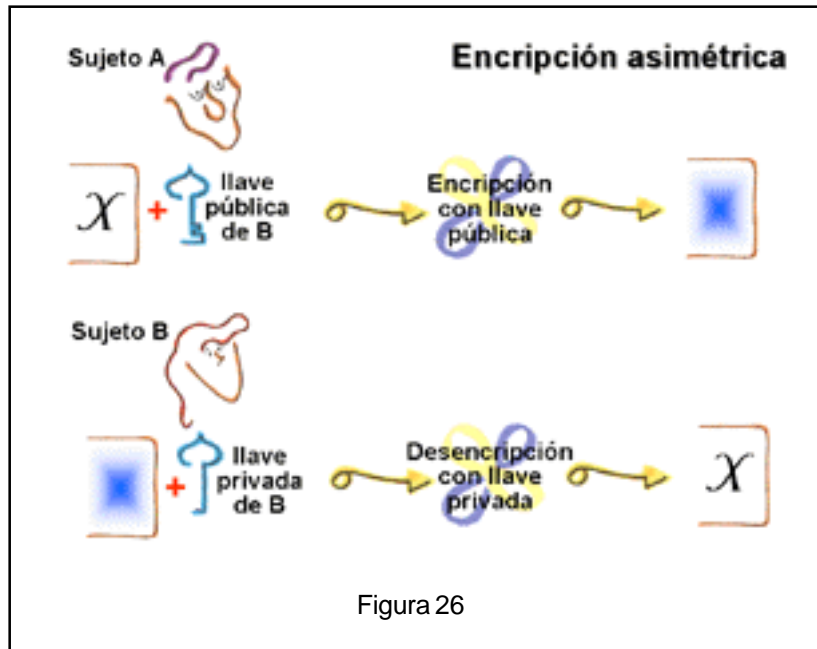 Sujeto A
Encripción asimétrica
X + llave
pública
de B
Encripción
con llave
pública
Sujeto B
+ llave
privada
de B
Desencripción
con llave
privada
X
Figura 26